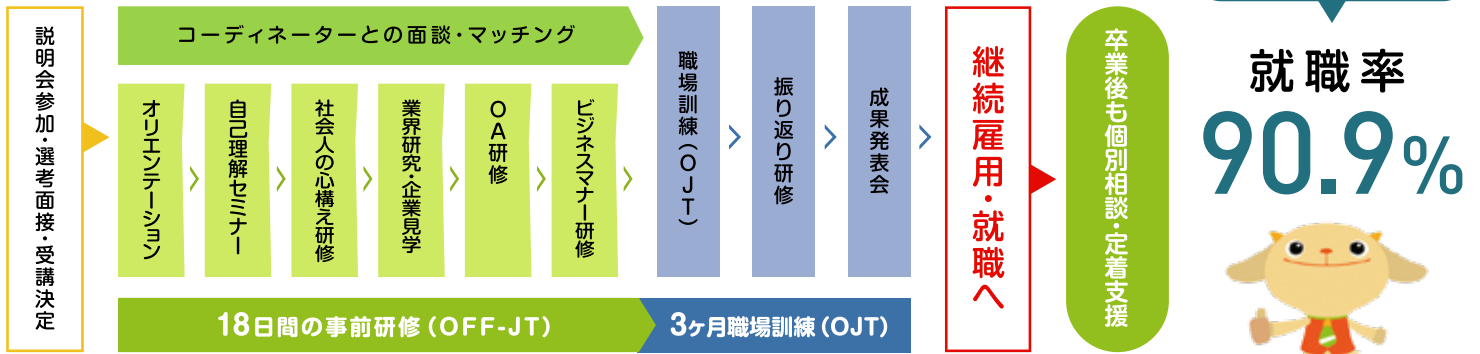 説明会参加・選考面接・受講決定
コーディネーターとの面談・マッチング
オリエンテーション
自己理解セミナー
社会人の心構え研修
業界研究・企業見学
OA研修
ビジネスマナー研修
18日間の事前研修（OFF-JT）
職場訓練（OJT）
振り返り研修
成果発表会
3ヶ月職場訓練（OJT）
継続雇用・就職へ
卒業後も個別相談・定着支援
就職率
90.9%